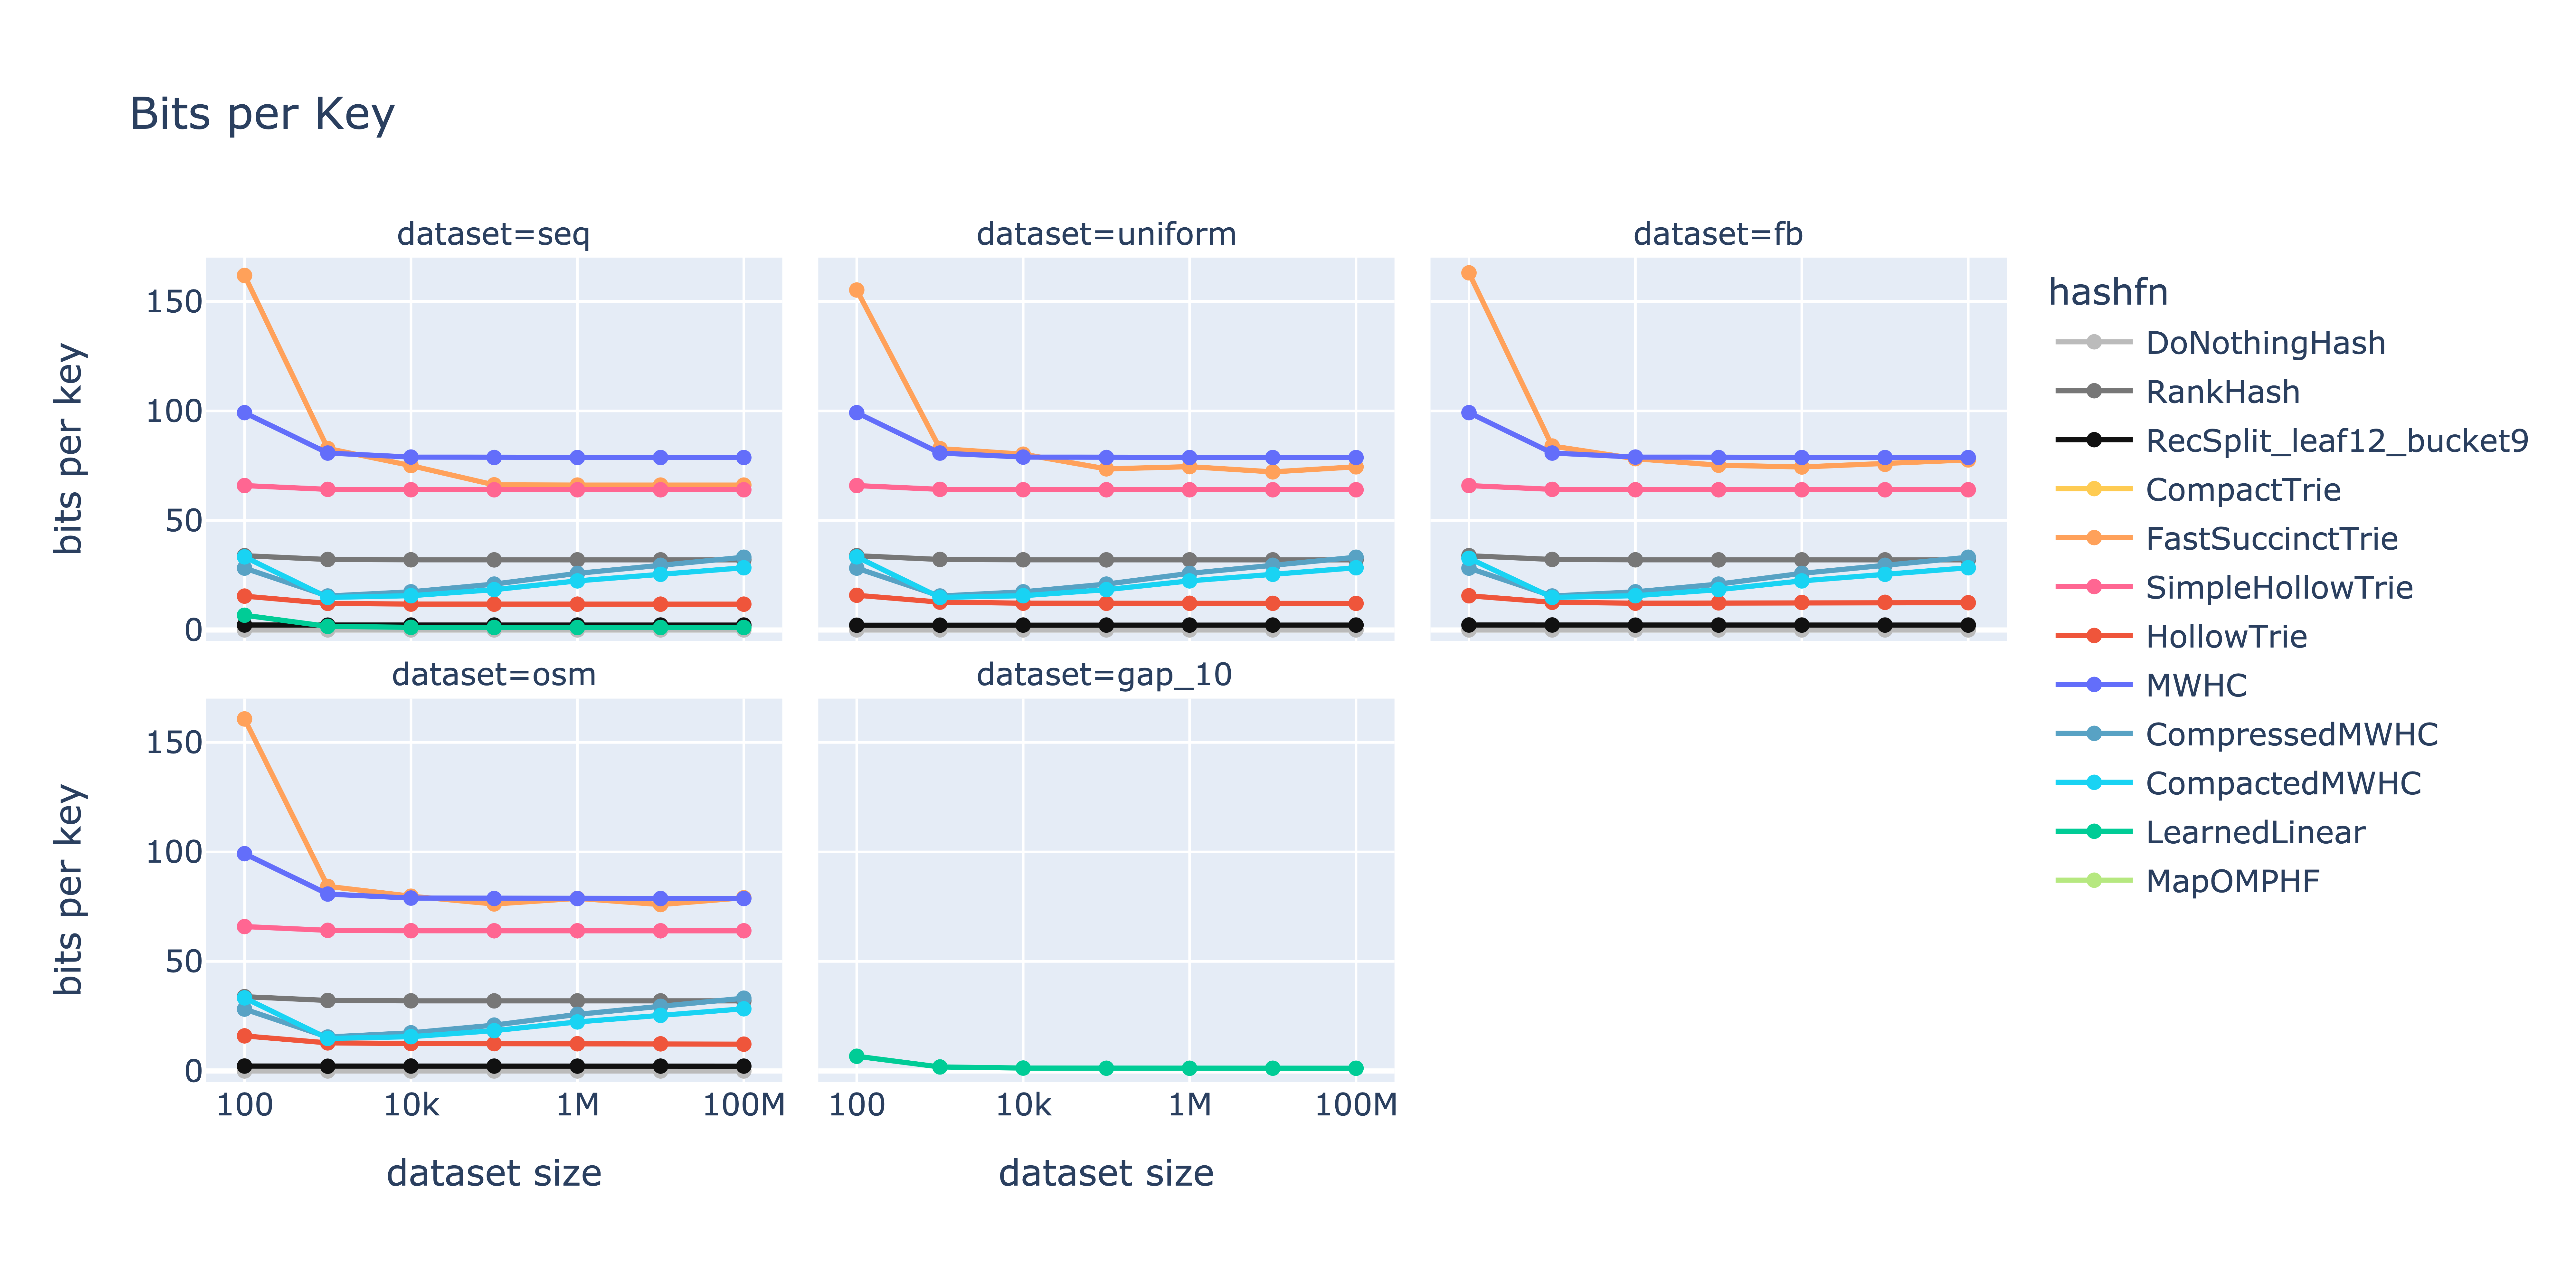 Bits per Key
dataset=seq
dataset=uniform
dataset=fb
150
100
50
0
bits per key
dataset=osm
dataset=gap_10
150
100
50
0
bits per key
100
10k
1M
100M
100
10k
1M
100M
dataset size
dataset size
hashfn
DoNothingHash
RankHash
RecSplit_leaf12_bucket9
CompactTrie
FastSuccinctTrie
SimpleHollowTrie
HollowTrie
MWHC
CompressedMWHC
CompactedMWHC
LearnedLinear
MapOMPHF